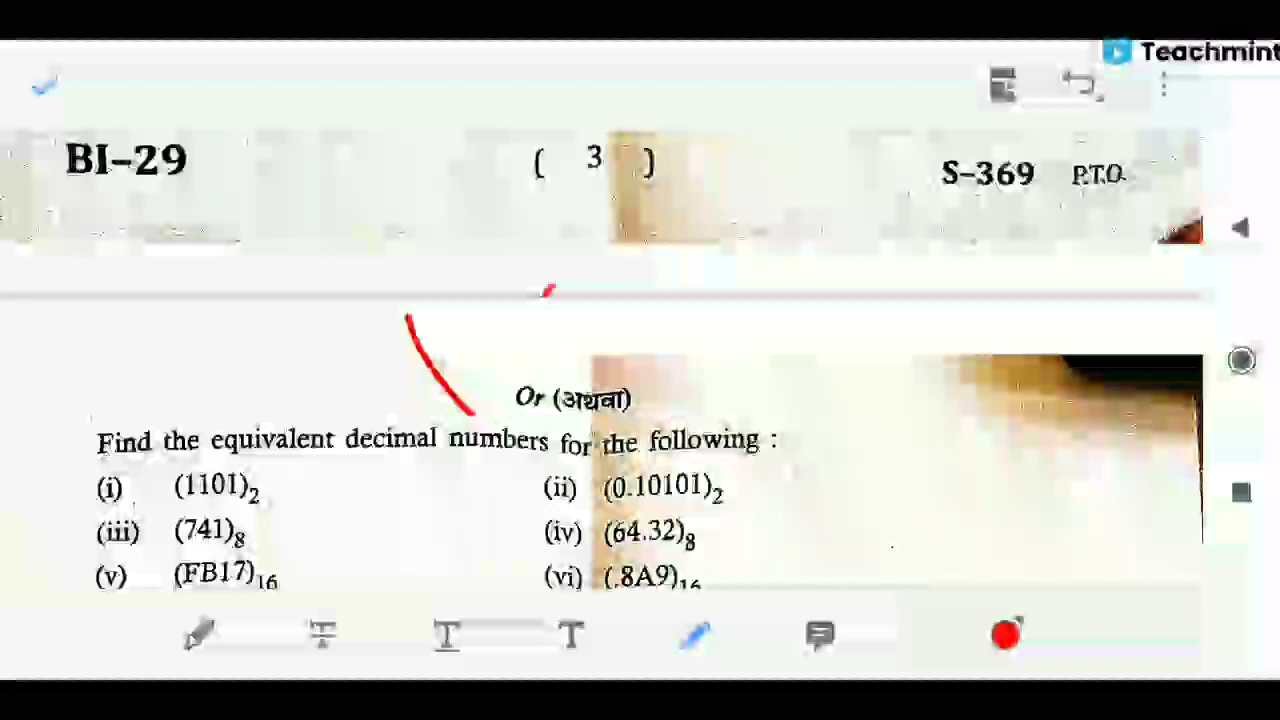 Teachmint
BI–29 ( 3 ) S–369 P.T.O.
Or (अथवा)
Find the equivalent decimal numbers for the following :
(i) (1101)₂ (ii) (0.10101)₂
(iii) (741)₈ (iv) (64.32)₈
(v) (FB17)₁₆ (vi) (.8A9)₁₆
T T T